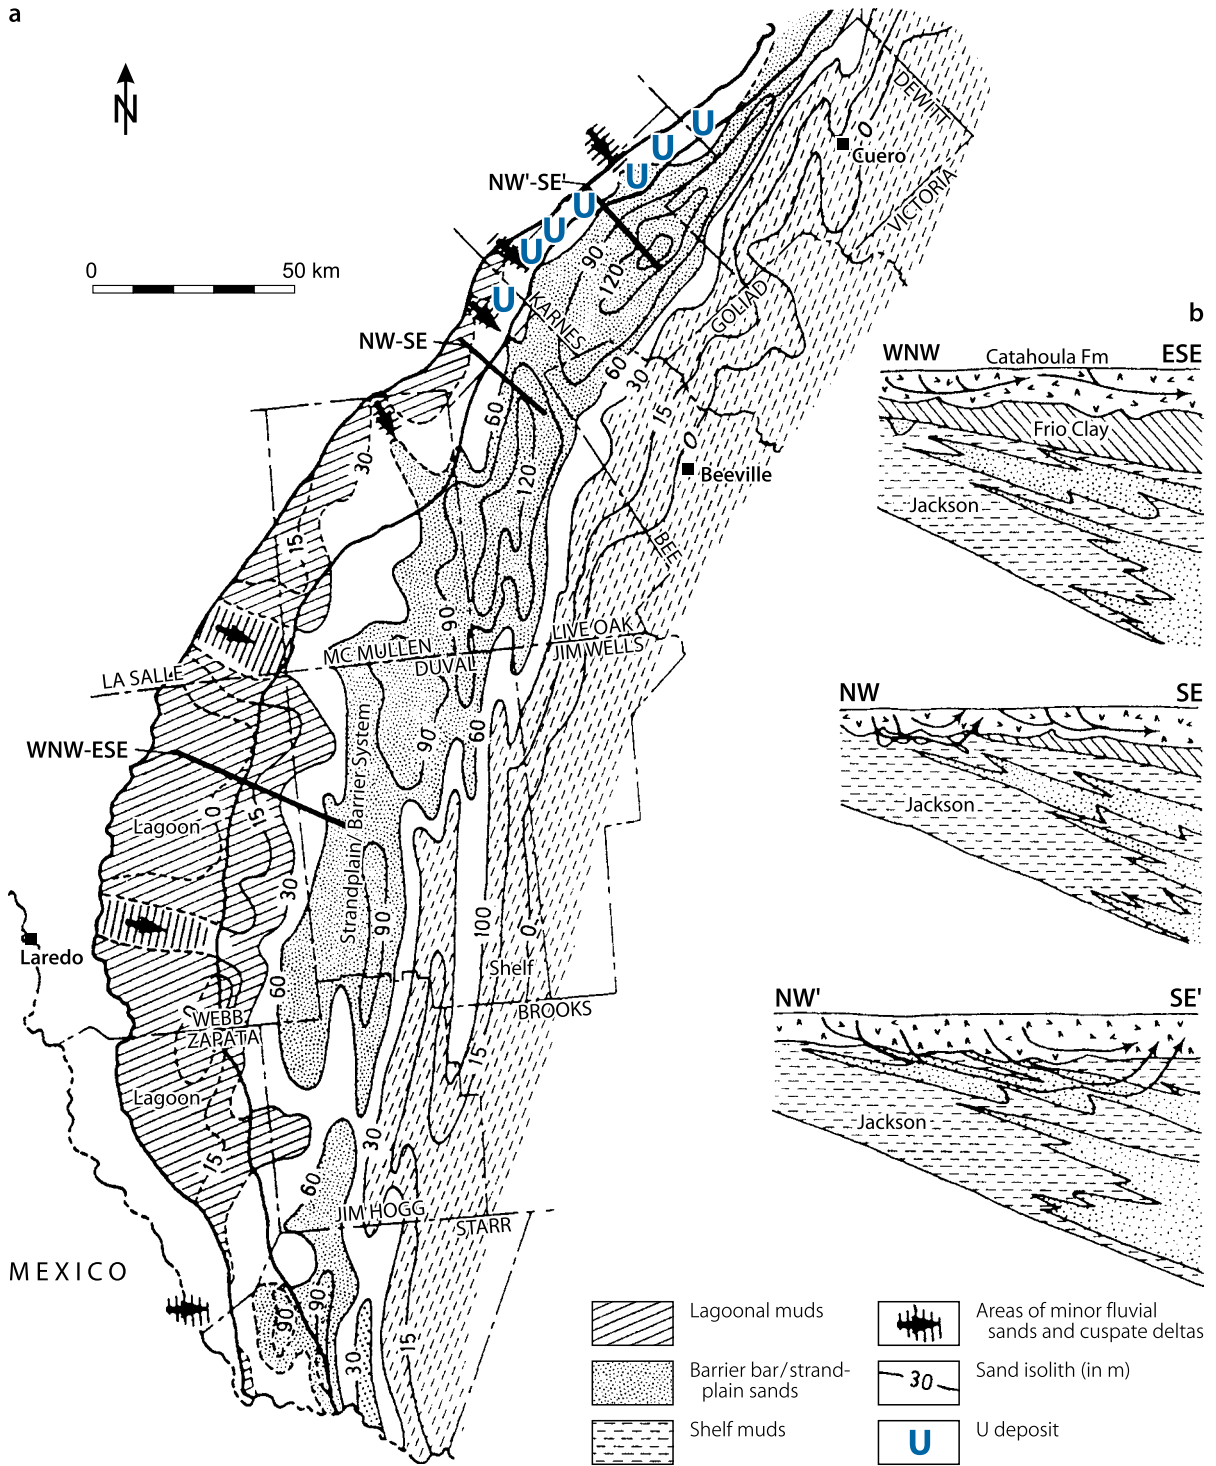 a
N
0 50 km
NW'-SE'
NW-SE
WNW-ESE
U
U
U
U
U
U
U
DEWITT
Cuero
0
VICTORIA
90
120
KARNES
GOLIAD
60
30
15
0
Beeville
60
120
30
15
BEE
90
LIVE OAK
JIM WELLS
MC MULLEN
DUVAL
LA SALLE
90
60
Strandplain/Barrier System
0
15
Lagoon
30
90
100
0
Laredo
60
Shelf
BROOKS
WEBB
ZAPATA
15
Lagoon
15
30
60
JIM HOGG
STARR
MEXICO
90
90
30
15
b
WNW ESE
Catahoula Fm
Frio Clay
Jackson
NW SE
Jackson
NW' SE'
Jackson
Lagoonal muds
Barrier bar/strand-
plain sands
Shelf muds
Areas of minor fluvial
sands and cuspate deltas
30
Sand isolith (in m)
U
U deposit